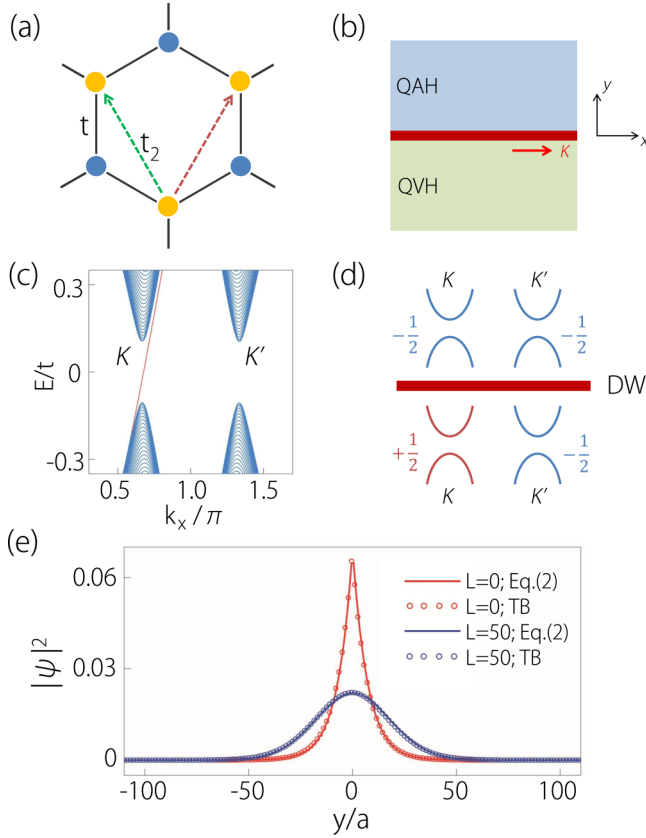 (a)
t
t₂
(b)
QAH
QVH
K
y
x
(c)
E/t
0.3
0
-0.3
K
K′
0.5
1.0
1.5
kₓ/π
(d)
K
K′
−1/2
−1/2
DW
+1/2
−1/2
K
K′
(e)
|ψ|²
0.06
0.03
0
L=0; Eq.(2)
L=0; TB
L=50; Eq.(2)
L=50; TB
-100
-50
0
50
100
y/a